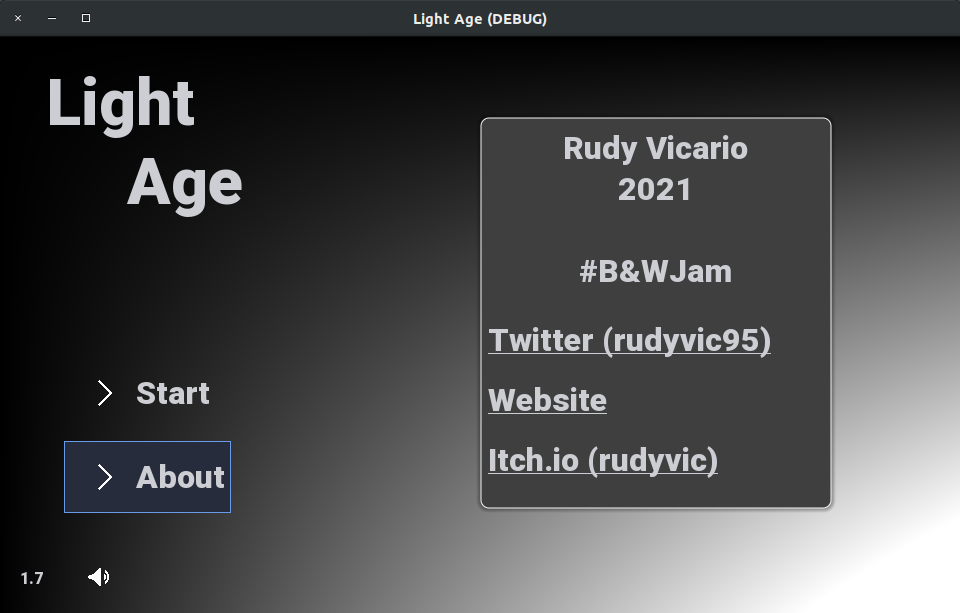 Light Age (DEBUG)
Light
Age
Rudy Vicario
2021
#B&WJam
Twitter (rudyvic95)
Website
Itch.io (rudyvic)
Start
About
1.7